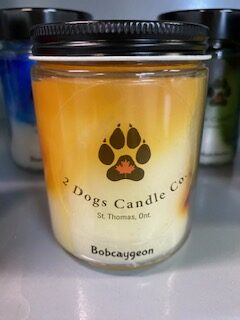 2 Dogs Candle Co.
St. Thomas, Ont.
Bobcaygeon